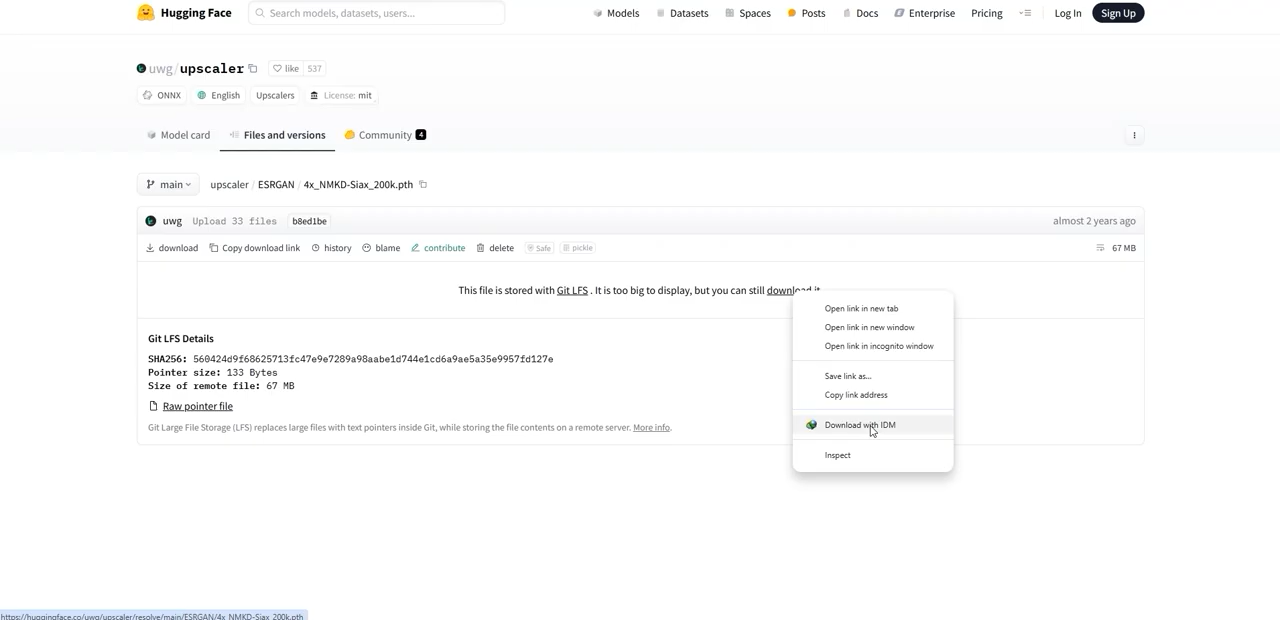 Hugging Face Search models, datasets, users... Models Datasets Spaces Posts Docs Enterprise Pricing Log In Sign Up
uwg/upscaler like 537
ONNX English Upscalers License: mit
Model card Files and versions Community 4
main upscaler / ESRGAN / 4x_NMKD-Siax_200k.pth
uwg Upload 33 files b8ed1be almost 2 years ago
download Copy download link history blame contribute delete Safe pickle 67 MB
This file is stored with Git LFS . It is too big to display, but you can still download it.
Open link in new tab
Open link in new window
Open link in incognito window
Save link as...
Copy link address
Download with IDM
Inspect
Git LFS Details
SHA256: 560424d9f68625713fc47e9e7289a98aabe1d744e1cd6a9ae5a35e9957fd127e
Pointer size: 133 Bytes
Size of remote file: 67 MB
Raw pointer file
Git Large File Storage (LFS) replaces large files with text pointers inside Git, while storing the file contents on a remote server. More info.
https://huggingface.co/uwg/upscaler/resolve/main/ESRGAN/4x_NMKD-Siax_200k.pth